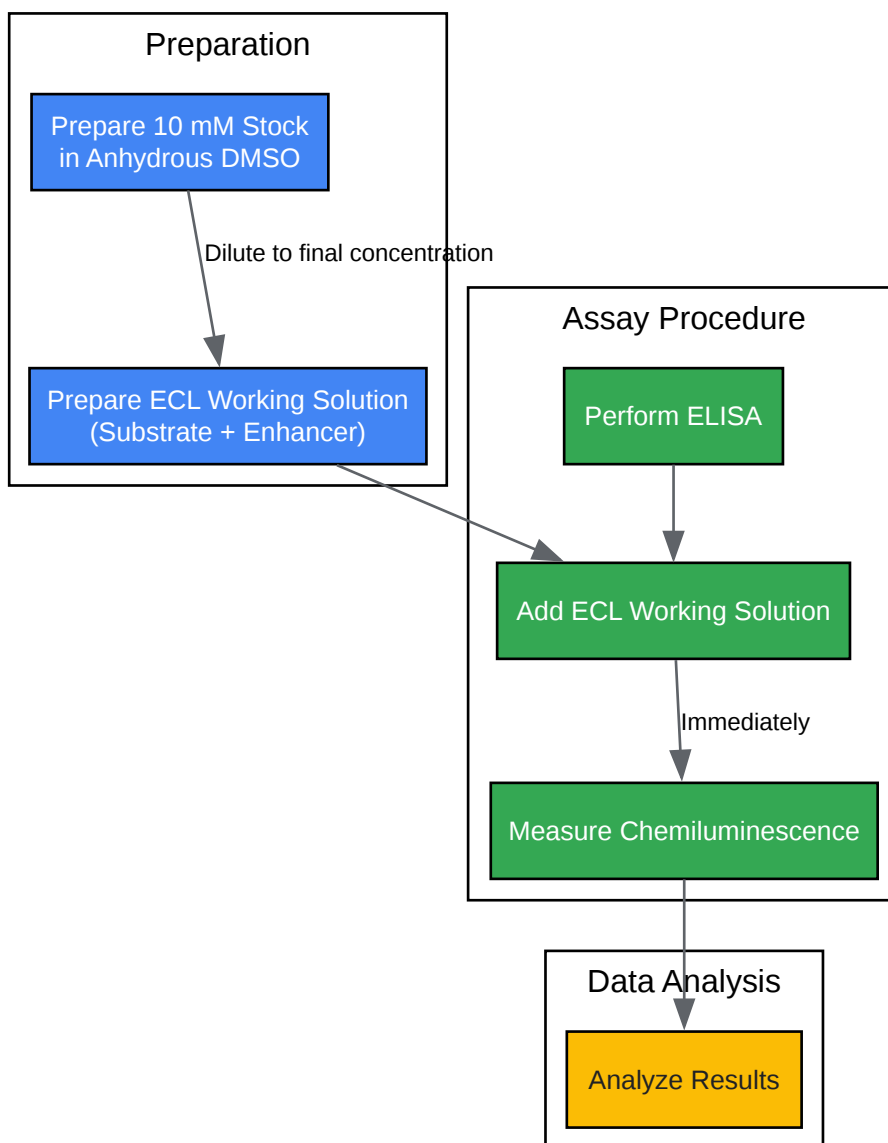 Preparation
Prepare 10 mM Stock
in Anhydrous DMSO
Dilute to final concentration
Prepare ECL Working Solution
(Substrate + Enhancer)
Assay Procedure
Perform ELISA
Add ECL Working Solution
Immediately
Measure Chemiluminescence
Data Analysis
Analyze Results